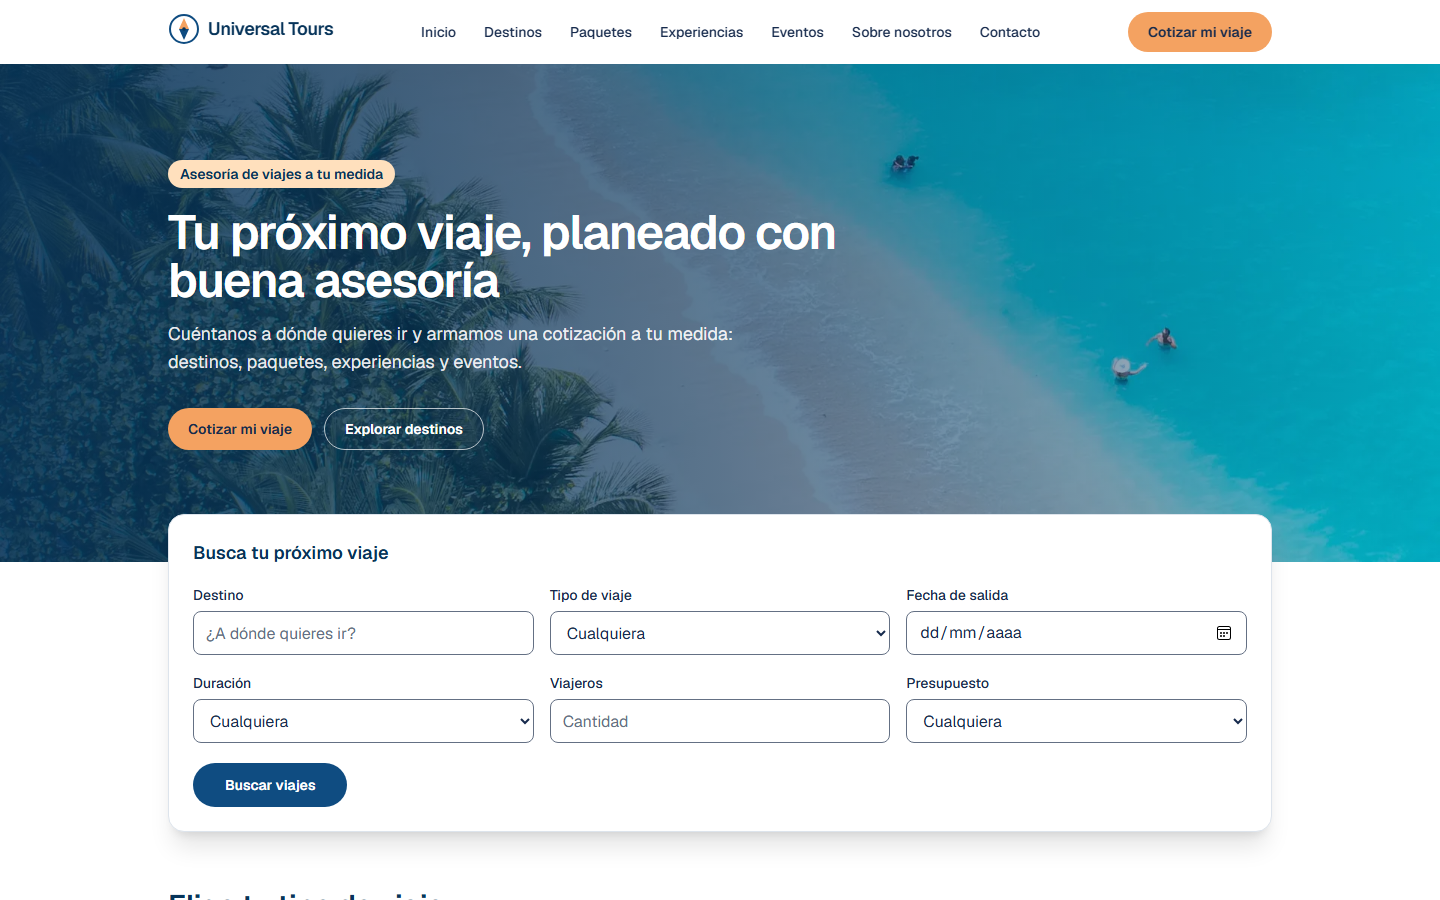 Universal Tours
Inicio
Destinos
Paquetes
Experiencias
Eventos
Sobre nosotros
Contacto
Cotizar mi viaje
Asesoría de viajes a tu medida
Tu próximo viaje, planeado con
buena asesoría
Cuéntanos a dónde quieres ir y armamos una cotización a tu medida:
destinos, paquetes, experiencias y eventos.
Cotizar mi viaje
Explorar destinos
Busca tu próximo viaje
Destino
¿A dónde quieres ir?
Tipo de viaje
Cualquiera
Fecha de salida
dd/mm/aaaa
Duración
Cualquiera
Viajeros
Cantidad
Presupuesto
Cualquiera
Buscar viajes